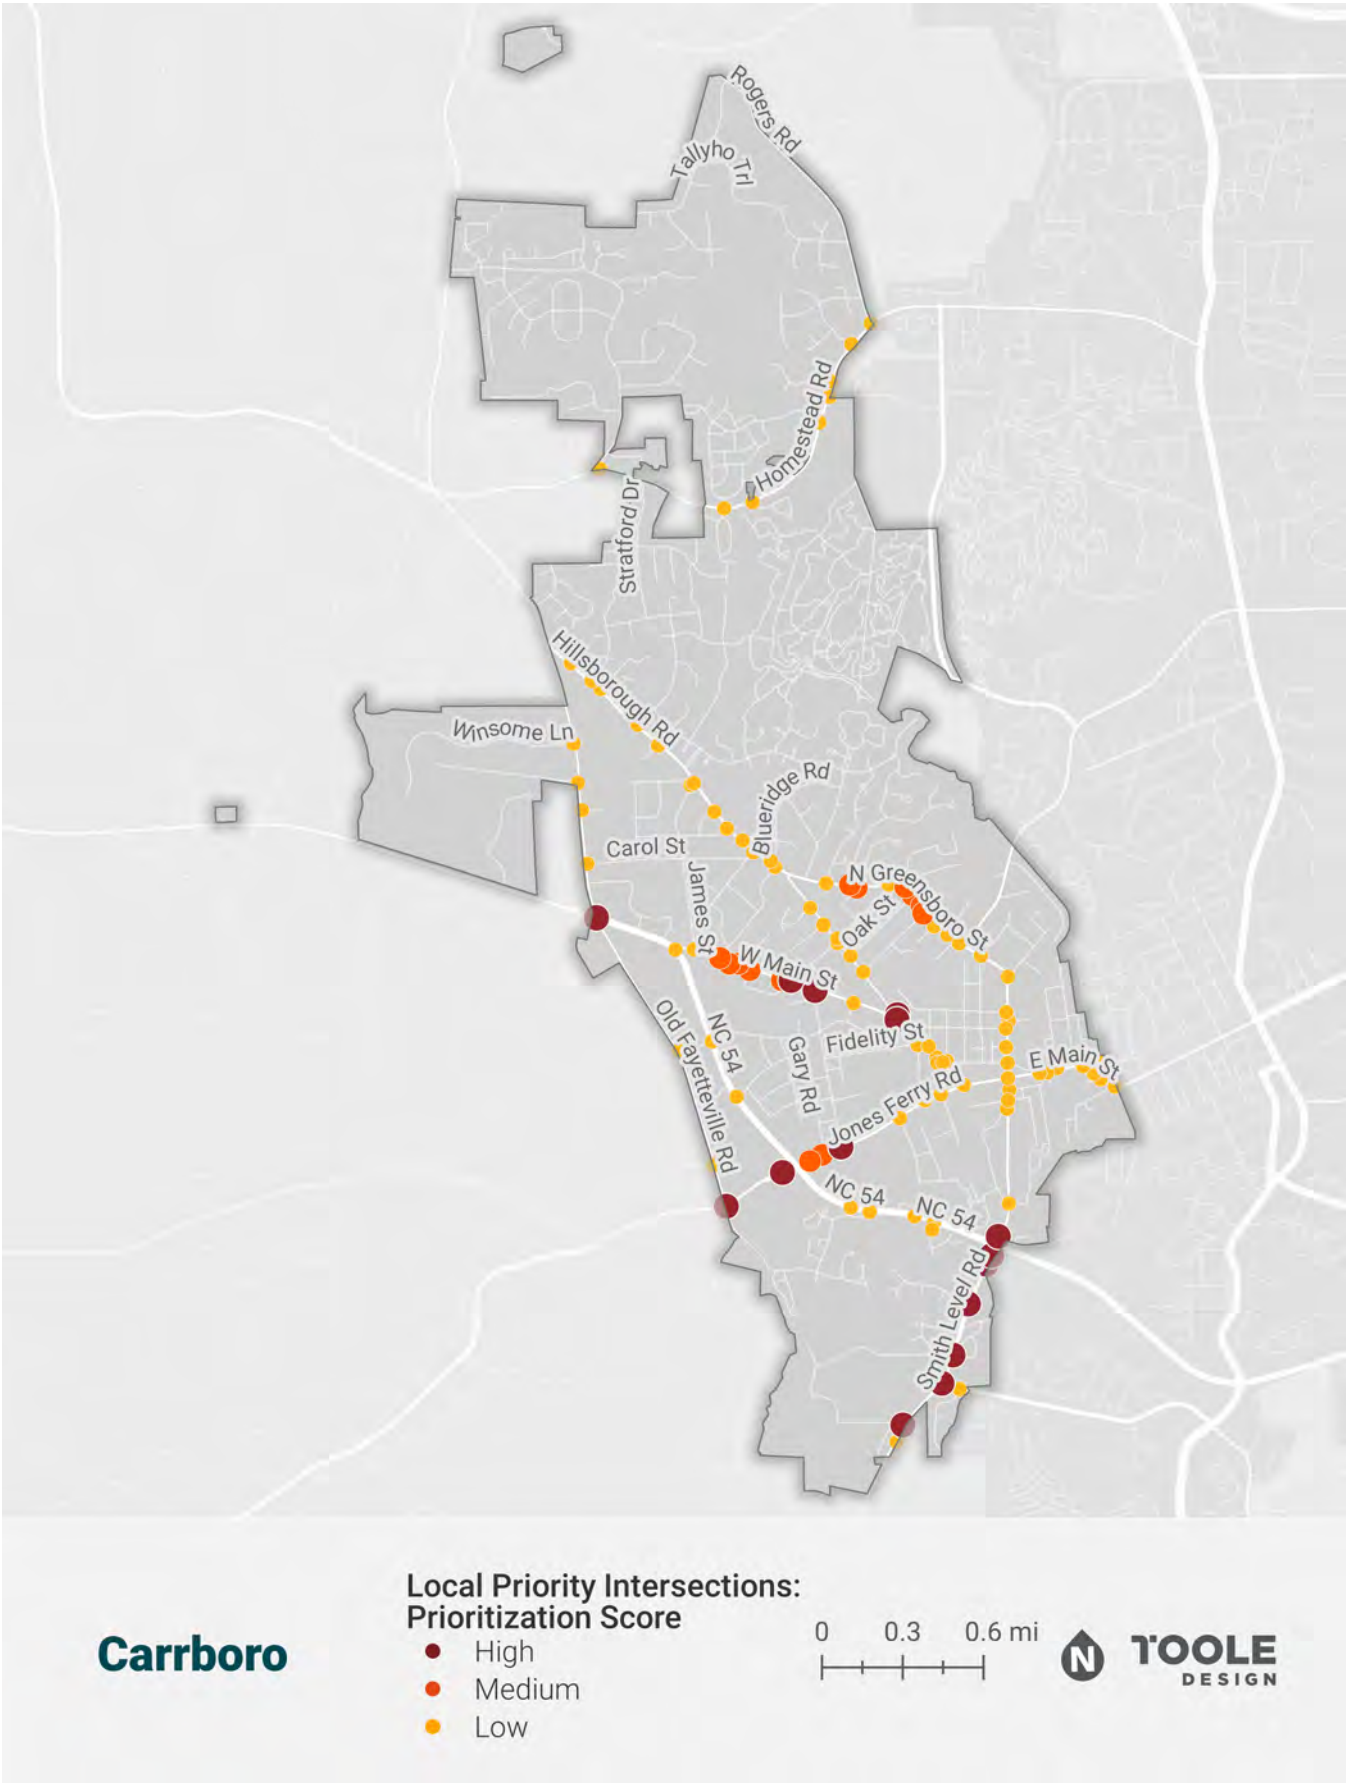 Rogers Rd
Tallyho Trl
Homestead Rd
Stratford Dr
Hillsborough Rd
Winsome Ln
Blueridge Rd
Carol St
James St
N Greensboro St
Oak St
W Main St
Old Fayetteville Rd
NC 54
Gary Rd
Fidelity St
E Main St
Jones Ferry Rd
NC 54
NC 54
Smith Level Rd
Local Priority Intersections:
Prioritization Score
High
Medium
Low
Carrboro
0 0.3 0.6 mi
N
TOOLE
DESIGN